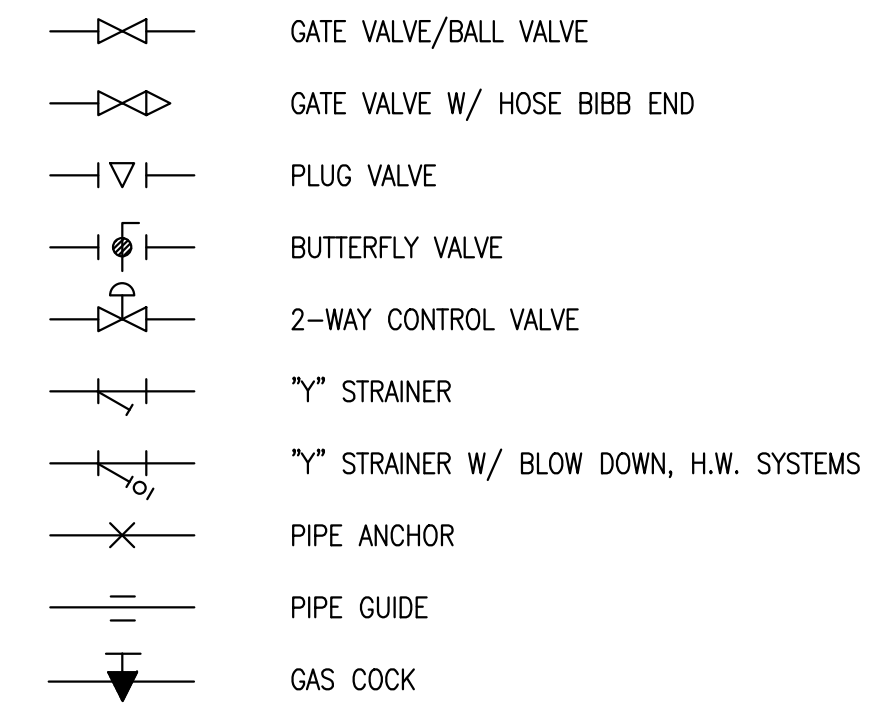 GATE VALVE/BALL VALVE
GATE VALVE W/ HOSE BIBB END
PLUG VALVE
BUTTERFLY VALVE
2-WAY CONTROL VALVE
"Y" STRAINER
"Y" STRAINER W/ BLOW DOWN, H.W. SYSTEMS
PIPE ANCHOR
PIPE GUIDE
GAS COCK